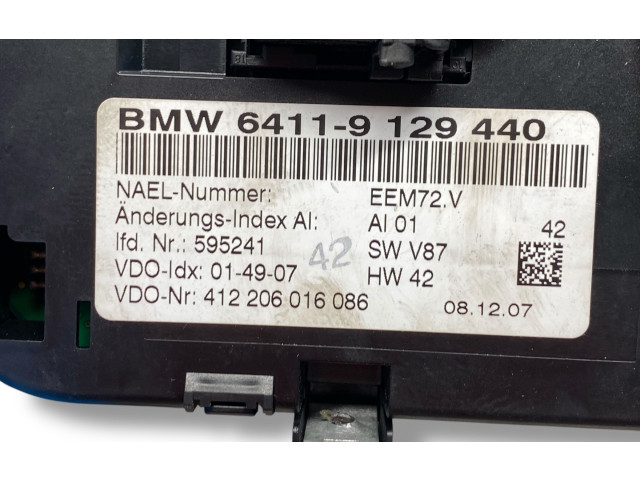 BMW 6411-9 129 440
NAEL-Nummer: EEM72.V
Änderungs-Index AI: AI 01 42
lfd. Nr.: 595241 42 SW V87
VDO-Idx: 01-49-07 HW 42
VDO-Nr: 412 206 016 086 08.12.07